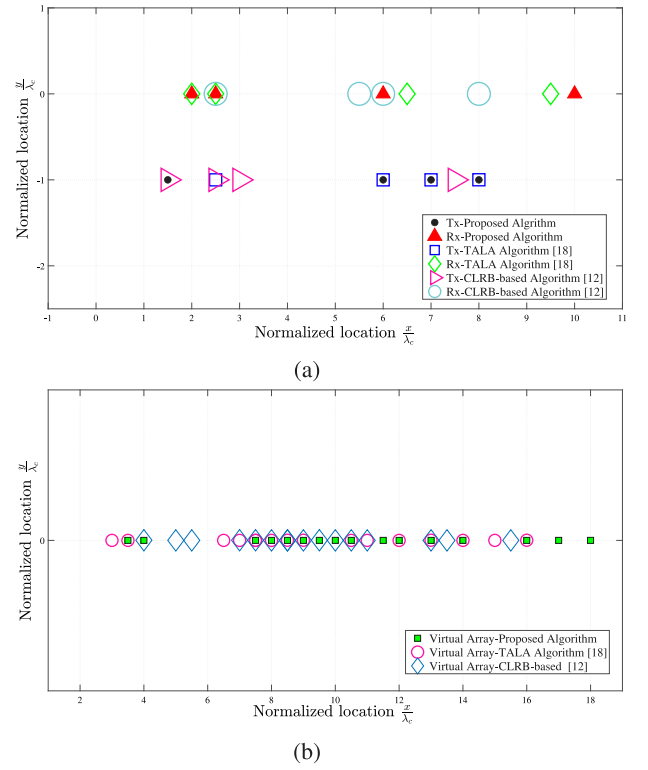 1
0
-1
-2
Normalized location y/λc
-1 0 1 2 3 4 5 6 7 8 9 10 11
Normalized location x/λc
Tx-Proposed Algrithm
Rx-Proposed Algorithm
Tx-TALA Algorithm [18]
Rx-TALA Algorithm [18]
Tx-CLRB-based Algorithm [12]
Rx-CLRB-based Algorithm [12]
(a)
0
Normalized location y/λc
2 4 6 8 10 12 14 16 18
Normalized location x/λc
Virtual Array-Proposed Algorithm
Virtual Array-TALA Algorithm [18]
Virtual Array-CLRB-based [12]
(b)